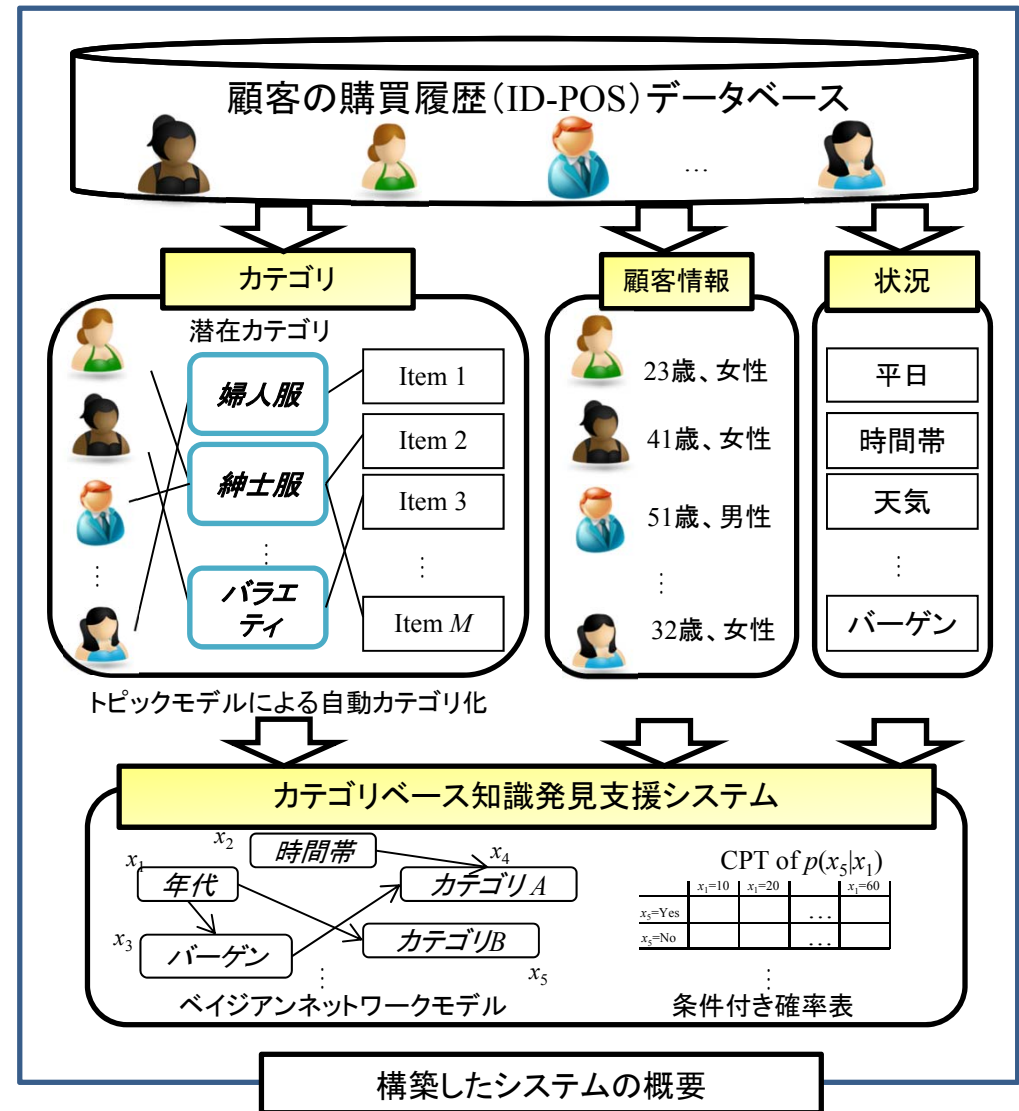 顧客の購買履歴(ID-POS)データベース
…
カテゴリ
潜在カテゴリ
婦人服
紳士服
⋮
バラエ
ティ
Item 1
Item 2
Item 3
⋮
Item M
⋮
トピックモデルによる自動カテゴリ化
顧客情報
23歳、女性
41歳、女性
51歳、男性
⋮
32歳、女性
状況
平日
時間帯
天気
⋮
バーゲン
カテゴリベース知識発見支援システム
x2
時間帯
x1
年代
x4
カテゴリA
x3
バーゲン
カテゴリB
x5
⋮
ベイジアンネットワークモデル
CPT of p(x5|x1)
x1=10 x1=20 x1=60
x5=Yes …
x5=No …
⋮
条件付き確率表
構築したシステムの概要